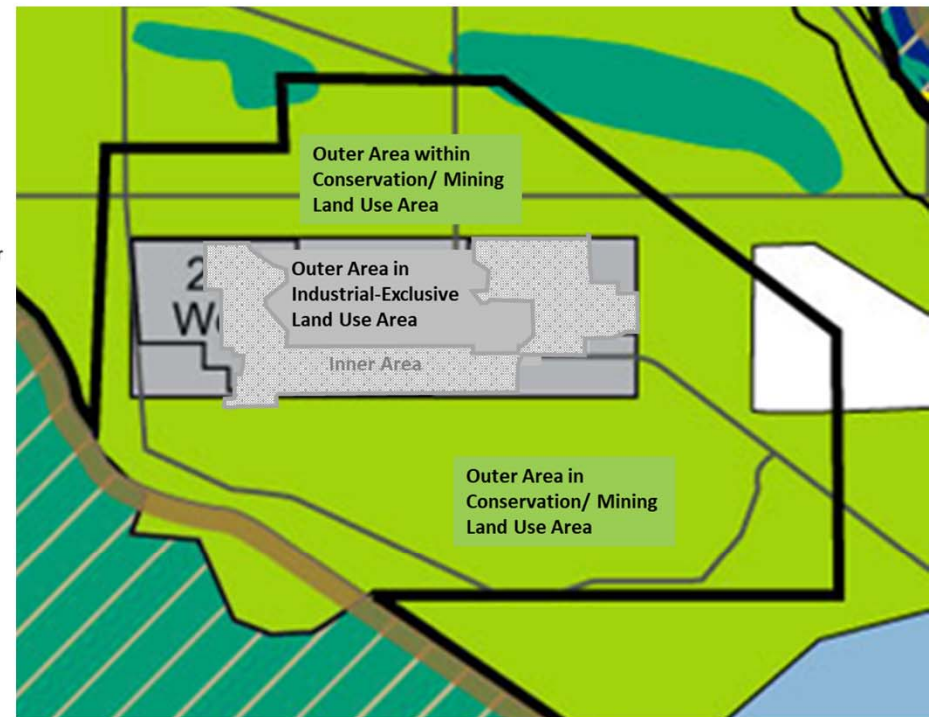 Outer Area within
Conservation/ Mining
Land Use Area
2
Outer Area in
Industrial-Exclusive
Land Use Area
Inner Area
Outer Area in
Conservation/ Mining
Land Use Area